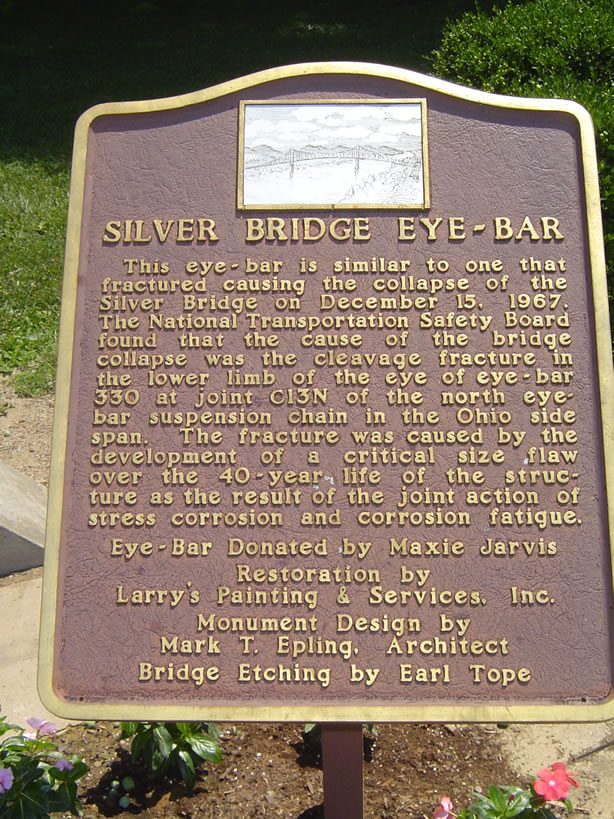 SILVER BRIDGE EYE-BAR
This eye-bar is similar to one that
fractured causing the collapse of the
Silver Bridge on December 15, 1967.
The National Transportation Safety Board
found that the cause of the bridge
collapse was the cleavage fracture in
the lower limb of the eye of eye-bar
330 at joint C13N of the north eye-
bar suspension chain in the Ohio side
span. The fracture was caused by the
development of a critical size flaw
over the 40-year life of the struc-
ture as the result of the joint action of
stress corrosion and corrosion fatigue.
Eye-Bar Donated by Maxie Jarvis
Restoration by
Larry's Painting & Services, Inc.
Monument Design by
Mark T. Epling, Architect
Bridge Etching by Earl Tope